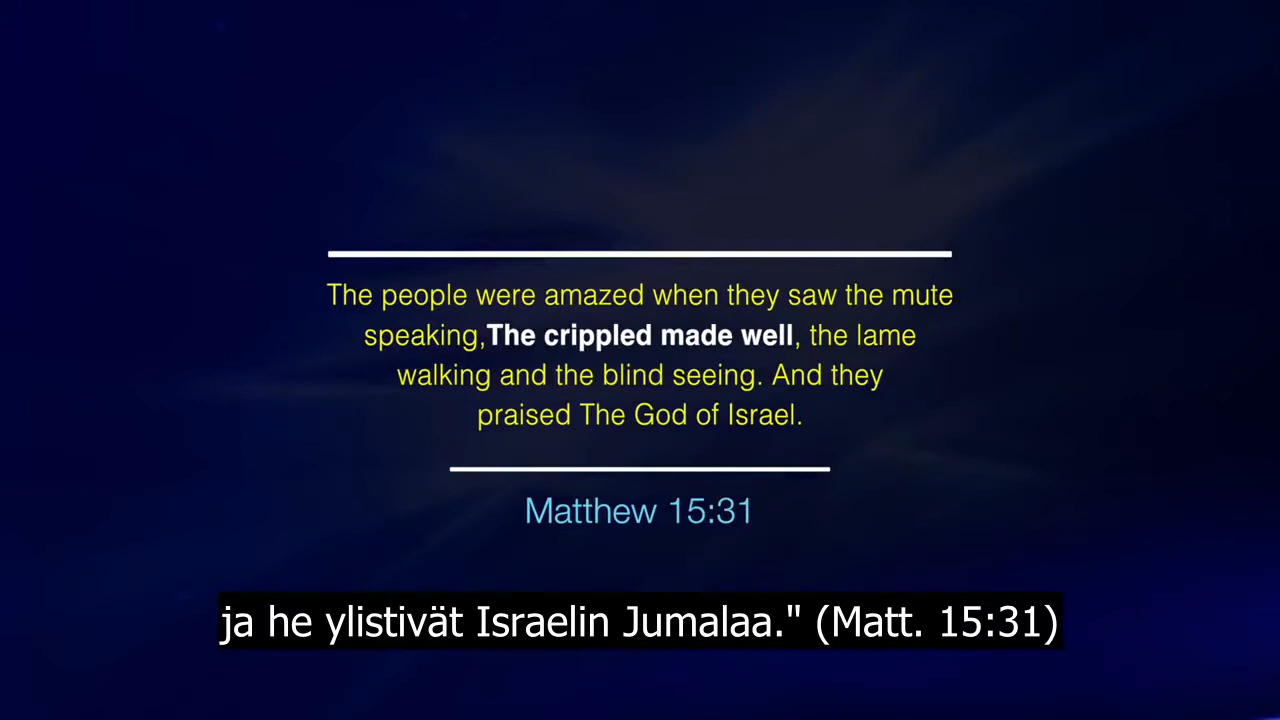 The people were amazed when they saw the mute
speaking,The crippled made well, the lame
walking and the blind seeing. And they
praised The God of Israel.
Matthew 15:31
ja he ylistivät Israelin Jumalaa." (Matt. 15:31)